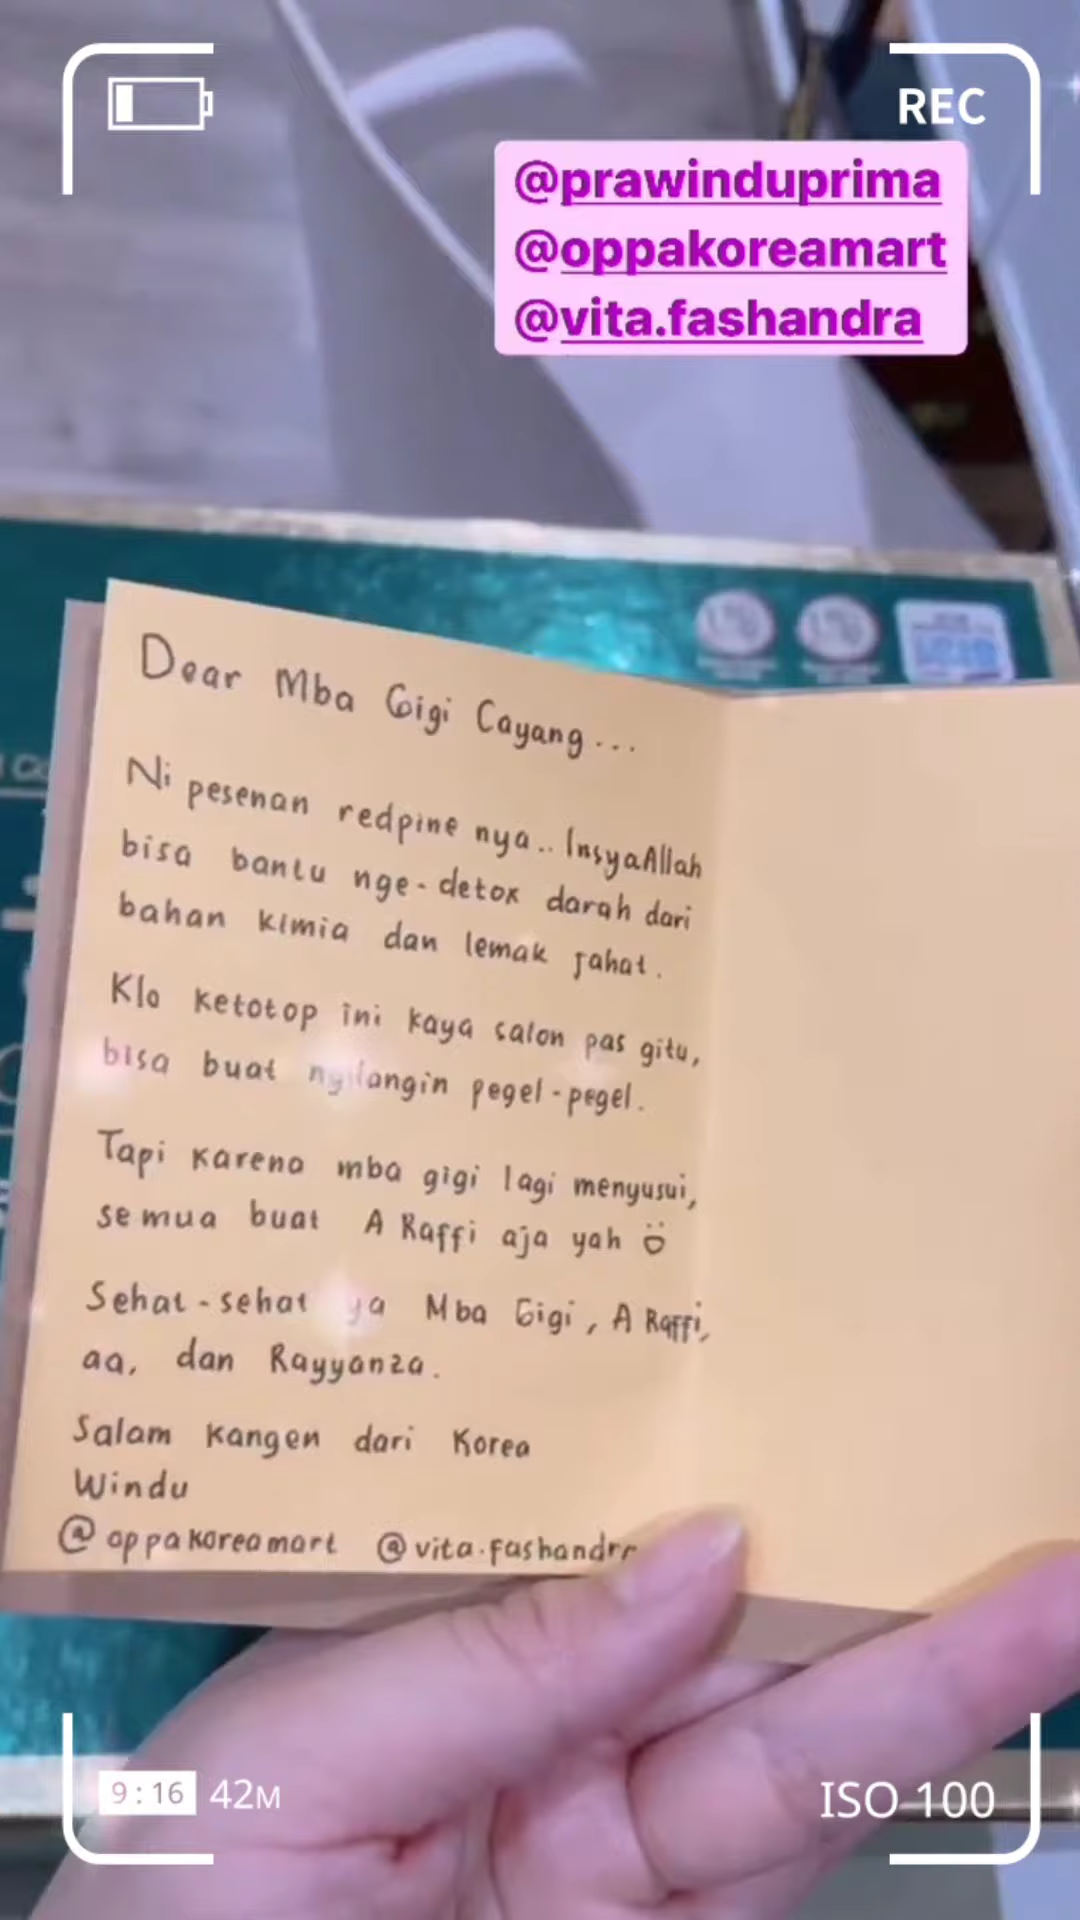 REC
@prawinduprima
@oppakoreamart
@vita.fashandra
Dear Mba Gigi Cayang...
Ni pesenan redpine nya.. InsyaAllah
bisa bantu nge-detox darah dari
bahan kimia dan lemak jahat.
Klo ketotop ini kaya salon pas gitu,
bisa buat ngilangin pegel-pegel.
Tapi karena mba gigi lagi menyusui,
semua buat A Raffi aja yah
Sehat-sehat ya Mba Gigi, A Raffi,
aa, dan Rayyanza.
Salam kangen dari Korea
Windu
@oppakoreamart @vita.fashandra
9:16 42M
ISO 100